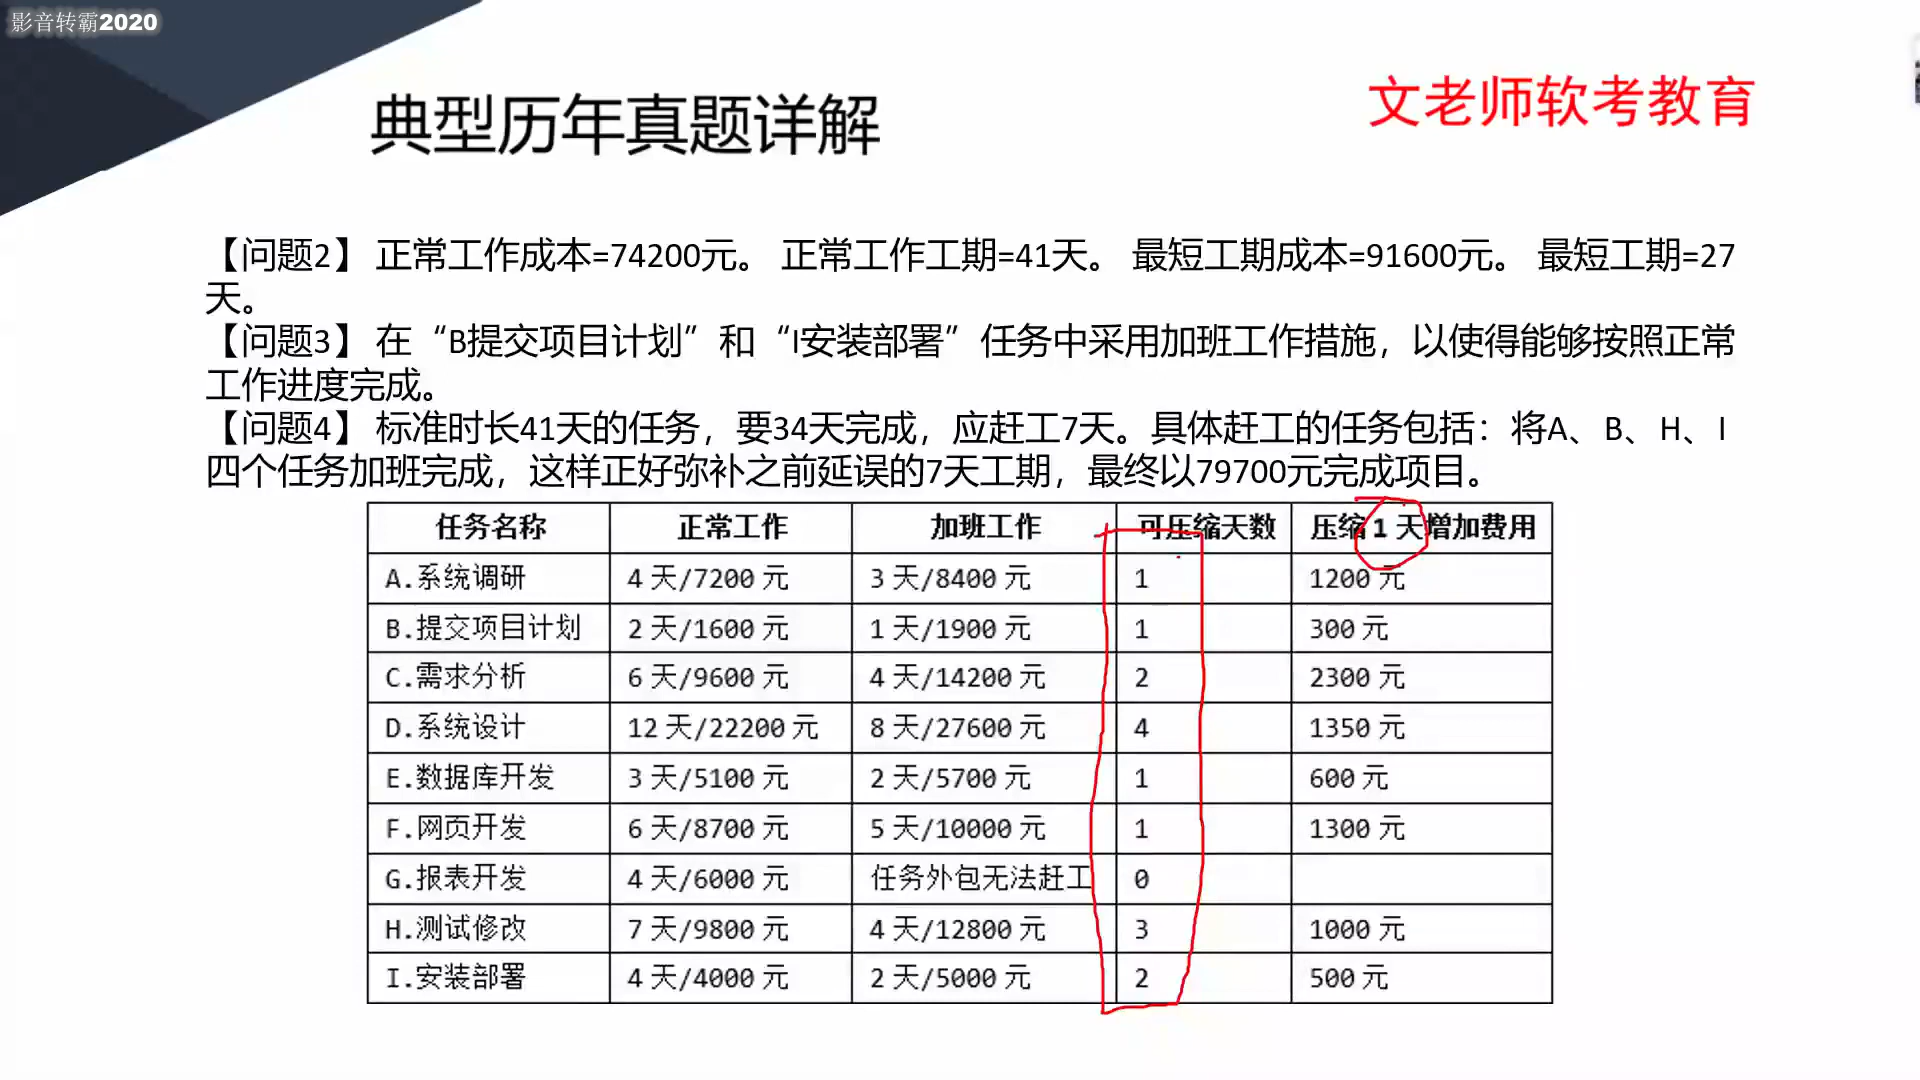 影音转霸2020
典型历年真题详解
文老师软考教育
【问题2】 正常工作成本=74200元。 正常工作工期=41天。 最短工期成本=91600元。 最短工期=27
天。
【问题3】 在“B提交项目计划”和“I安装部署”任务中采用加班工作措施，以使得能够按照正常
工作进度完成。
【问题4】 标准时长41天的任务，要34天完成，应赶工7天。具体赶工的任务包括：将A、B、H、I
四个任务加班完成，这样正好弥补之前延误的7天工期，最终以79700元完成项目。
任务名称 正常工作 加班工作 可压缩天数 压缩1天增加费用
A.系统调研 4天/7200元 3天/8400元 1 1200元
B.提交项目计划 2天/1600元 1天/1900元 1 300元
C.需求分析 6天/9600元 4天/14200元 2 2300元
D.系统设计 12天/22200元 8天/27600元 4 1350元
E.数据库开发 3天/5100元 2天/5700元 1 600元
F.网页开发 6天/8700元 5天/10000元 1 1300元
G.报表开发 4天/6000元 任务外包无法赶工 0
H.测试修改 7天/9800元 4天/12800元 3 1000元
I.安装部署 4天/4000元 2天/5000元 2 500元